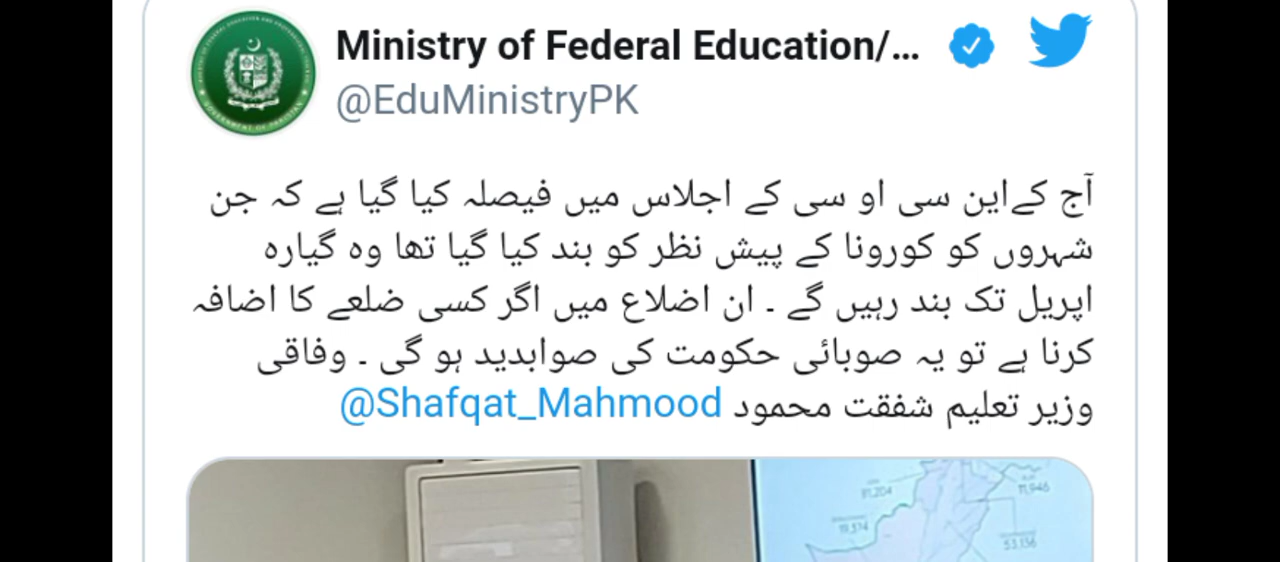 Ministry of Federal Education/...
@EduMinistryPK
آج کےاین سی او سی کے اجلاس میں فیصلہ کیا گیا ہے کہ جن
شہروں کو کورونا کے پیش نظر کو بند کیا گیا تھا وہ گیارہ
اپریل تک بند رہیں گے ۔ ان اضلاع میں اگر کسی ضلعے کا اضافہ
کرنا ہے تو یہ صوبائی حکومت کی صوابدید ہو گی ۔ وفاقی
وزیر تعلیم شفقت محمود @Shafqat_Mahmood
81,204
11,946
19,514
53,136